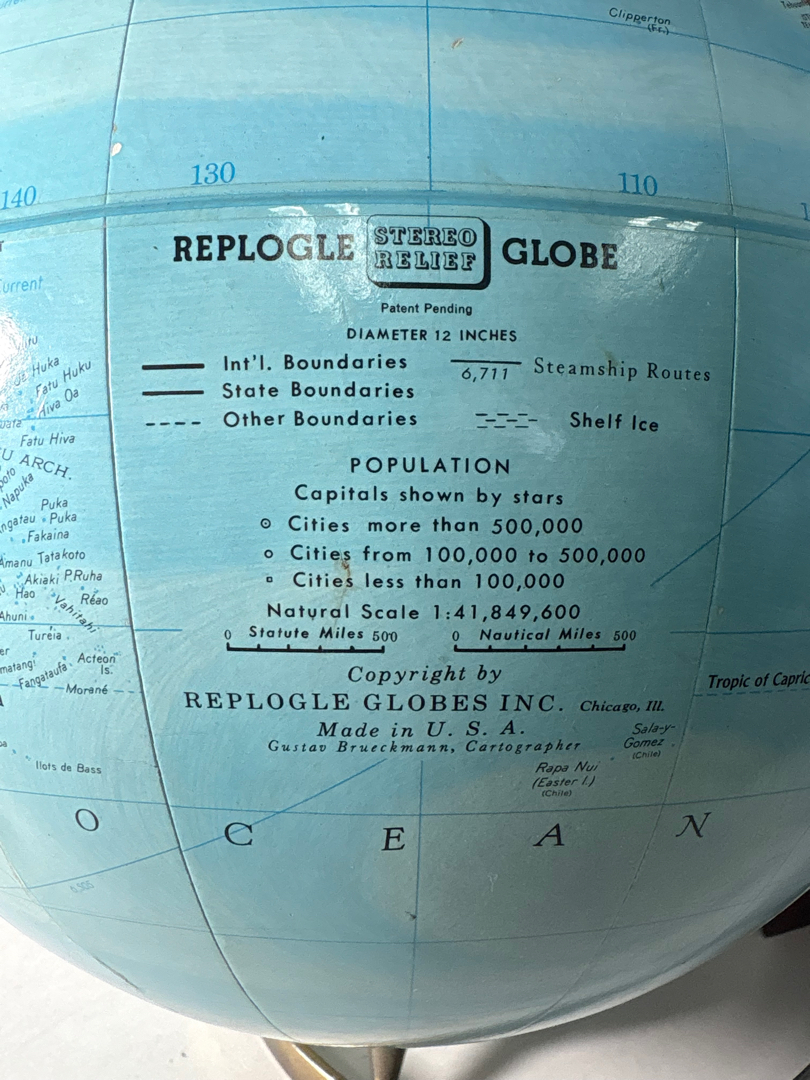 Clipperton
(Fr.)
140
130
110
REPLOGLE STEREO RELIEF GLOBE
Patent Pending
DIAMETER 12 INCHES
Int'l. Boundaries
6,711 Steamship Routes
State Boundaries
Other Boundaries
Shelf Ice
POPULATION
Capitals shown by stars
Cities more than 500,000
Cities from 100,000 to 500,000
Cities less than 100,000
Natural Scale 1:41,849,600
0 Statute Miles 500
0 Nautical Miles 500
Copyright by
REPLOGLE GLOBES INC. Chicago, Ill.
Made in U. S. A.
Gustav Brueckmann, Cartographer
urrent
Huka
Fatu Huku
Hiva Oa
Fatu Hiva
U ARCH.
Napuka
Puka
Puka
Fakaina
Amanu Tatakoto
Akiaki P.Ruha
Hao
Réao
Vahitahi
Ahuni
Turéia
Acteon
Is.
Fangataufa
Morané
Ilots de Bass
Tropic of Capric
Sala-y-
Gomez
(Chile)
Rapa Nui
(Easter I.)
(Chile)
O C E A N